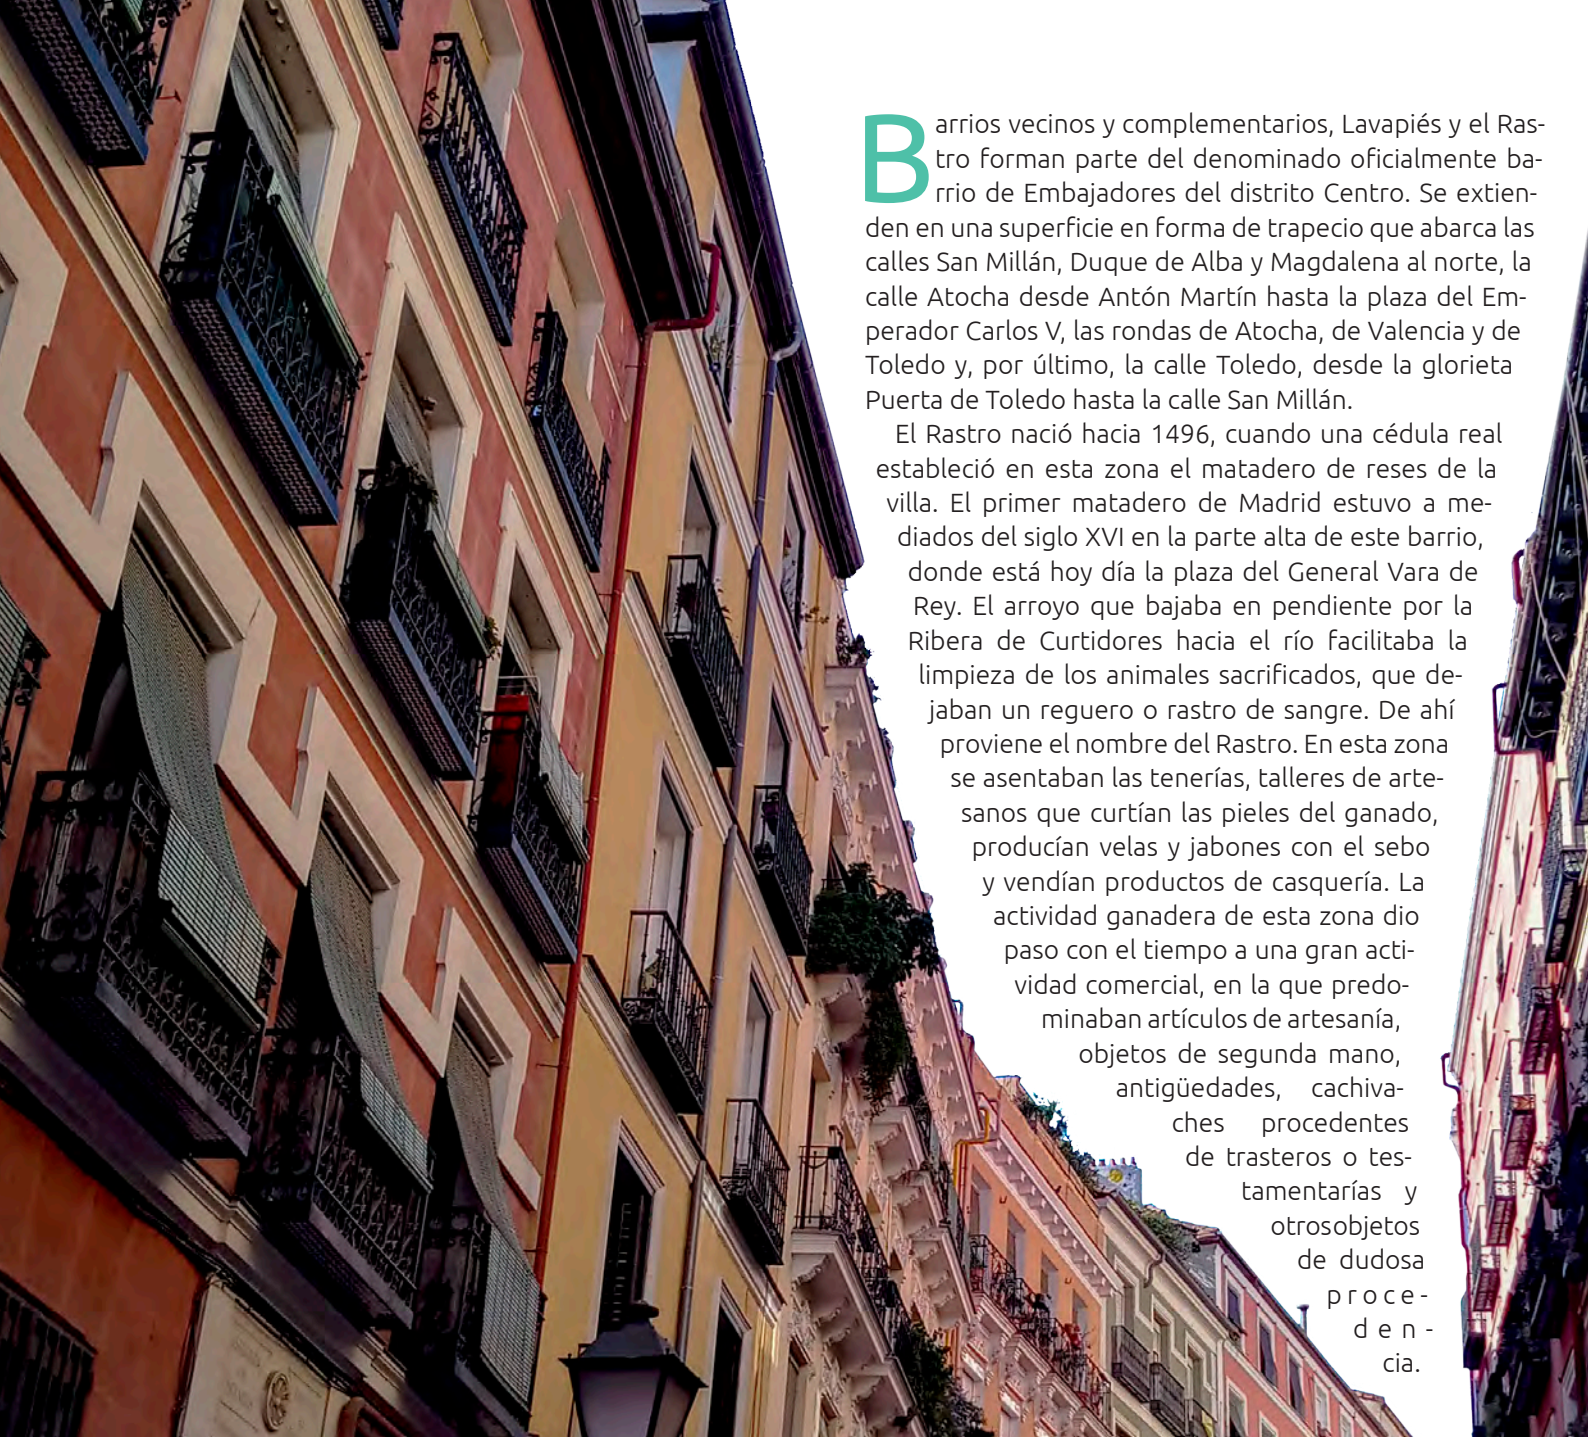 Barrios vecinos y complementarios, Lavapiés y el Ras-
tro forman parte del denominado oficialmente ba-
rrio de Embajadores del distrito Centro. Se extien-
den en una superficie en forma de trapecio que abarca las
calles San Millán, Duque de Alba y Magdalena al norte, la
calle Atocha desde Antón Martín hasta la plaza del Em-
perador Carlos V, las rondas de Atocha, de Valencia y de
Toledo y, por último, la calle Toledo, desde la glorieta
Puerta de Toledo hasta la calle San Millán.
El Rastro nació hacia 1496, cuando una cédula real
estableció en esta zona el matadero de reses de la
villa. El primer matadero de Madrid estuvo a me-
diados del siglo XVI en la parte alta de este barrio,
donde está hoy día la plaza del General Vara de
Rey. El arroyo que bajaba en pendiente por la
Ribera de Curtidores hacia el río facilitaba la
limpieza de los animales sacrificados, que de-
jaban un reguero o rastro de sangre. De ahí
proviene el nombre del Rastro. En esta zona
se asentaban las tenerías, talleres de arte-
sanos que curtían las pieles del ganado,
producían velas y jabones con el sebo
y vendían productos de casquería. La
actividad ganadera de esta zona dio
paso con el tiempo a una gran acti-
vidad comercial, en la que predo-
minaban artículos de artesanía,
objetos de segunda mano,
antigüedades, cachiva-
ches procedentes
de trasteros o tes-
tamentarías y
otrosobjetos
de dudosa
proce-
den-
cia.